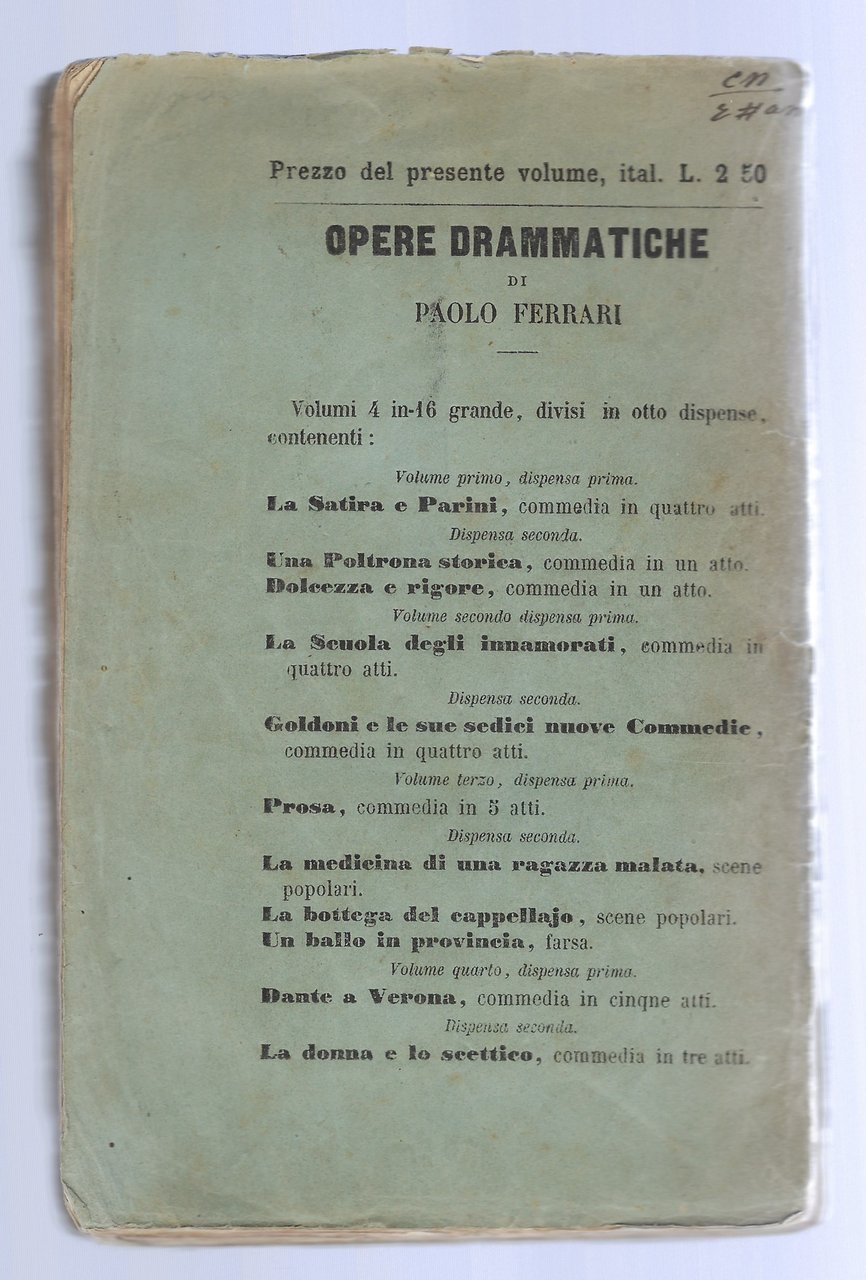 Prezzo del presente volume, ital. L. 2 50
OPERE DRAMMATICHE
DI
PAOLO FERRARI
Volumi 4 in-16 grande, divisi in otto dispense,
contenenti:
Volume primo, dispensa prima.
La Satira e Parini, commedia in quattro atti.
Dispensa seconda.
Una Poltrona storica, commedia in un atto.
Dolcezza e rigore, commedia in un atto.
Volume secondo dispensa prima.
La Scuola degli innamorati, commedia in
quattro atti.
Dispensa seconda.
Goldoni e le sue sedici nuove Commedie,
commedia in quattro atti.
Volume terzo, dispensa prima.
Prosa, commedia in 5 atti.
Dispensa seconda.
La medicina di una ragazza malata, scene
popolari.
La bottega del cappellajo, scene popolari.
Un ballo in provincia, farsa.
Volume quarto, dispensa prima.
Dante a Verona, commedia in cinqne atti.
Dispensa seconda.
La donna e lo scettico, commedia in tre atti.